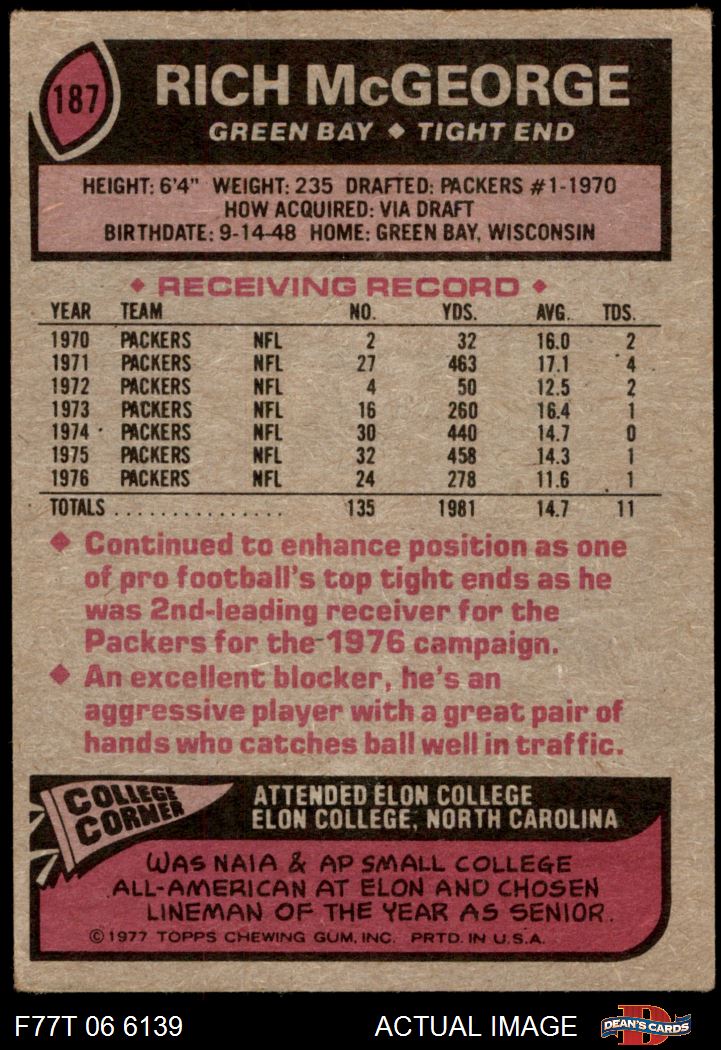 187
RICH McGEORGE
GREEN BAY ◆ TIGHT END
HEIGHT: 6'4" WEIGHT: 235 DRAFTED: PACKERS #1-1970
HOW ACQUIRED: VIA DRAFT
BIRTHDATE: 9-14-48 HOME: GREEN BAY, WISCONSIN
◆ RECEIVING RECORD ◆
YEAR TEAM NO. YDS. AVG. TDS.
1970 PACKERS NFL 2 32 16.0 2
1971 PACKERS NFL 27 463 17.1 4
1972 PACKERS NFL 4 50 12.5 2
1973 PACKERS NFL 16 260 16.4 1
1974 PACKERS NFL 30 440 14.7 0
1975 PACKERS NFL 32 458 14.3 1
1976 PACKERS NFL 24 278 11.6 1
TOTALS . . . . . . . . . . . . . . . 135 1981 14.7 11
◆ Continued to enhance position as one
of pro football's top tight ends as he
was 2nd-leading receiver for the
Packers for the 1976 campaign.
◆ An excellent blocker, he's an
aggressive player with a great pair of
hands who catches ball well in traffic.
COLLEGE
CORNER
ATTENDED ELON COLLEGE
ELON COLLEGE, NORTH CAROLINA
WAS NAIA & AP SMALL COLLEGE
ALL-AMERICAN AT ELON AND CHOSEN
LINEMAN OF THE YEAR AS SENIOR.
©1977 TOPPS CHEWING GUM, INC. PRTD. IN U.S.A.
F77T 06 6139 ACTUAL IMAGE
D
DEAN'S CARDS